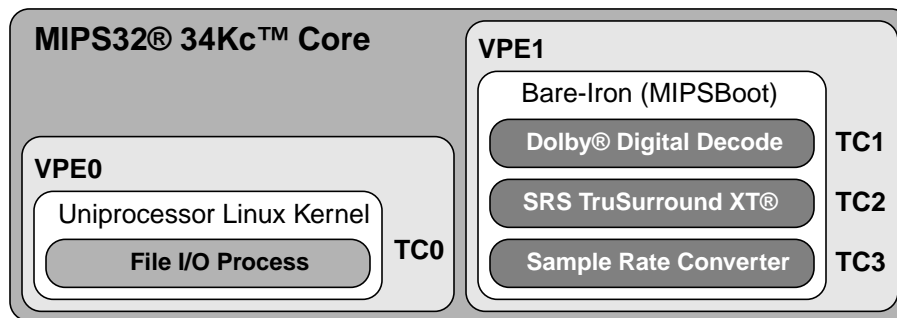 MIPS32® 34Kc™ Core
VPE0
Uniprocessor Linux Kernel
File I/O Process
TC0
VPE1
Bare-Iron (MIPSBoot)
Dolby® Digital Decode
TC1
SRS TruSurround XT®
TC2
Sample Rate Converter
TC3